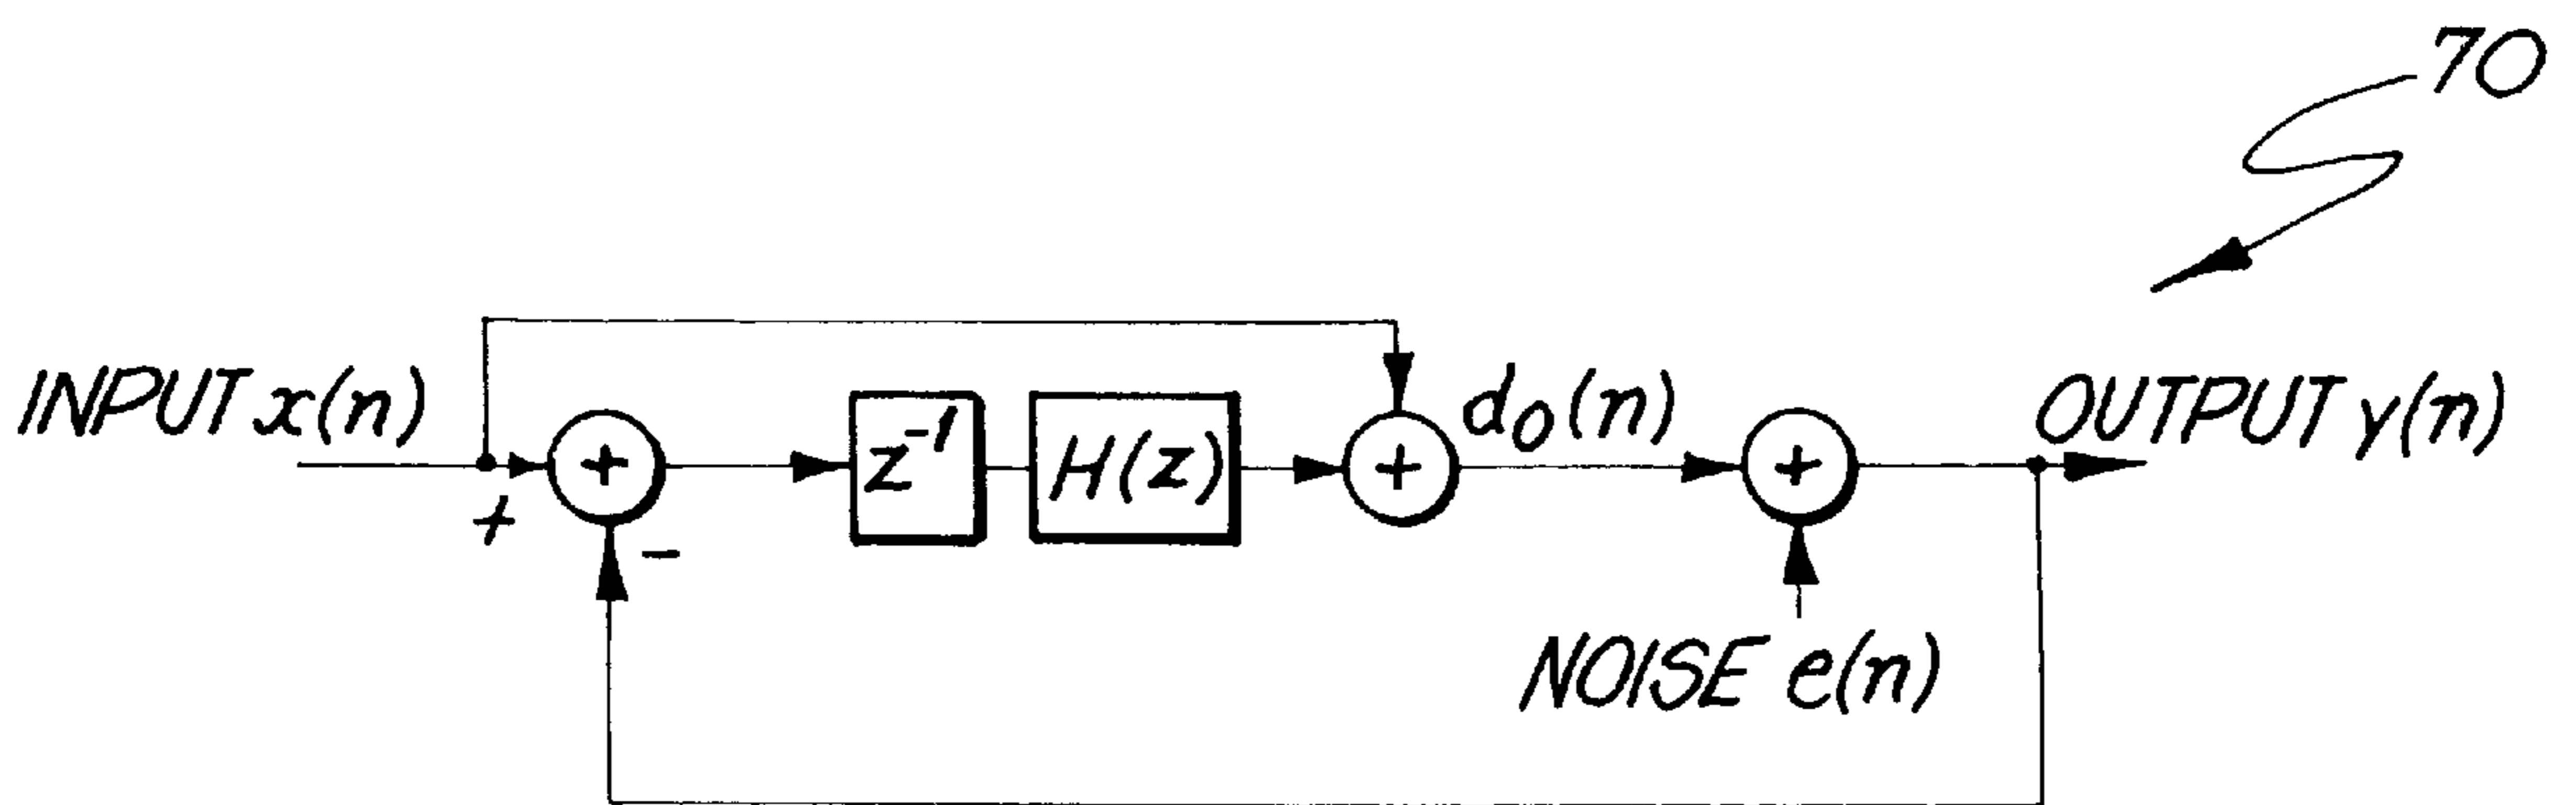 70
INPUT x(n)
+
+
-
z⁻¹
H(z)
+
d₀(n)
+
OUTPUT y(n)
NOISE e(n)